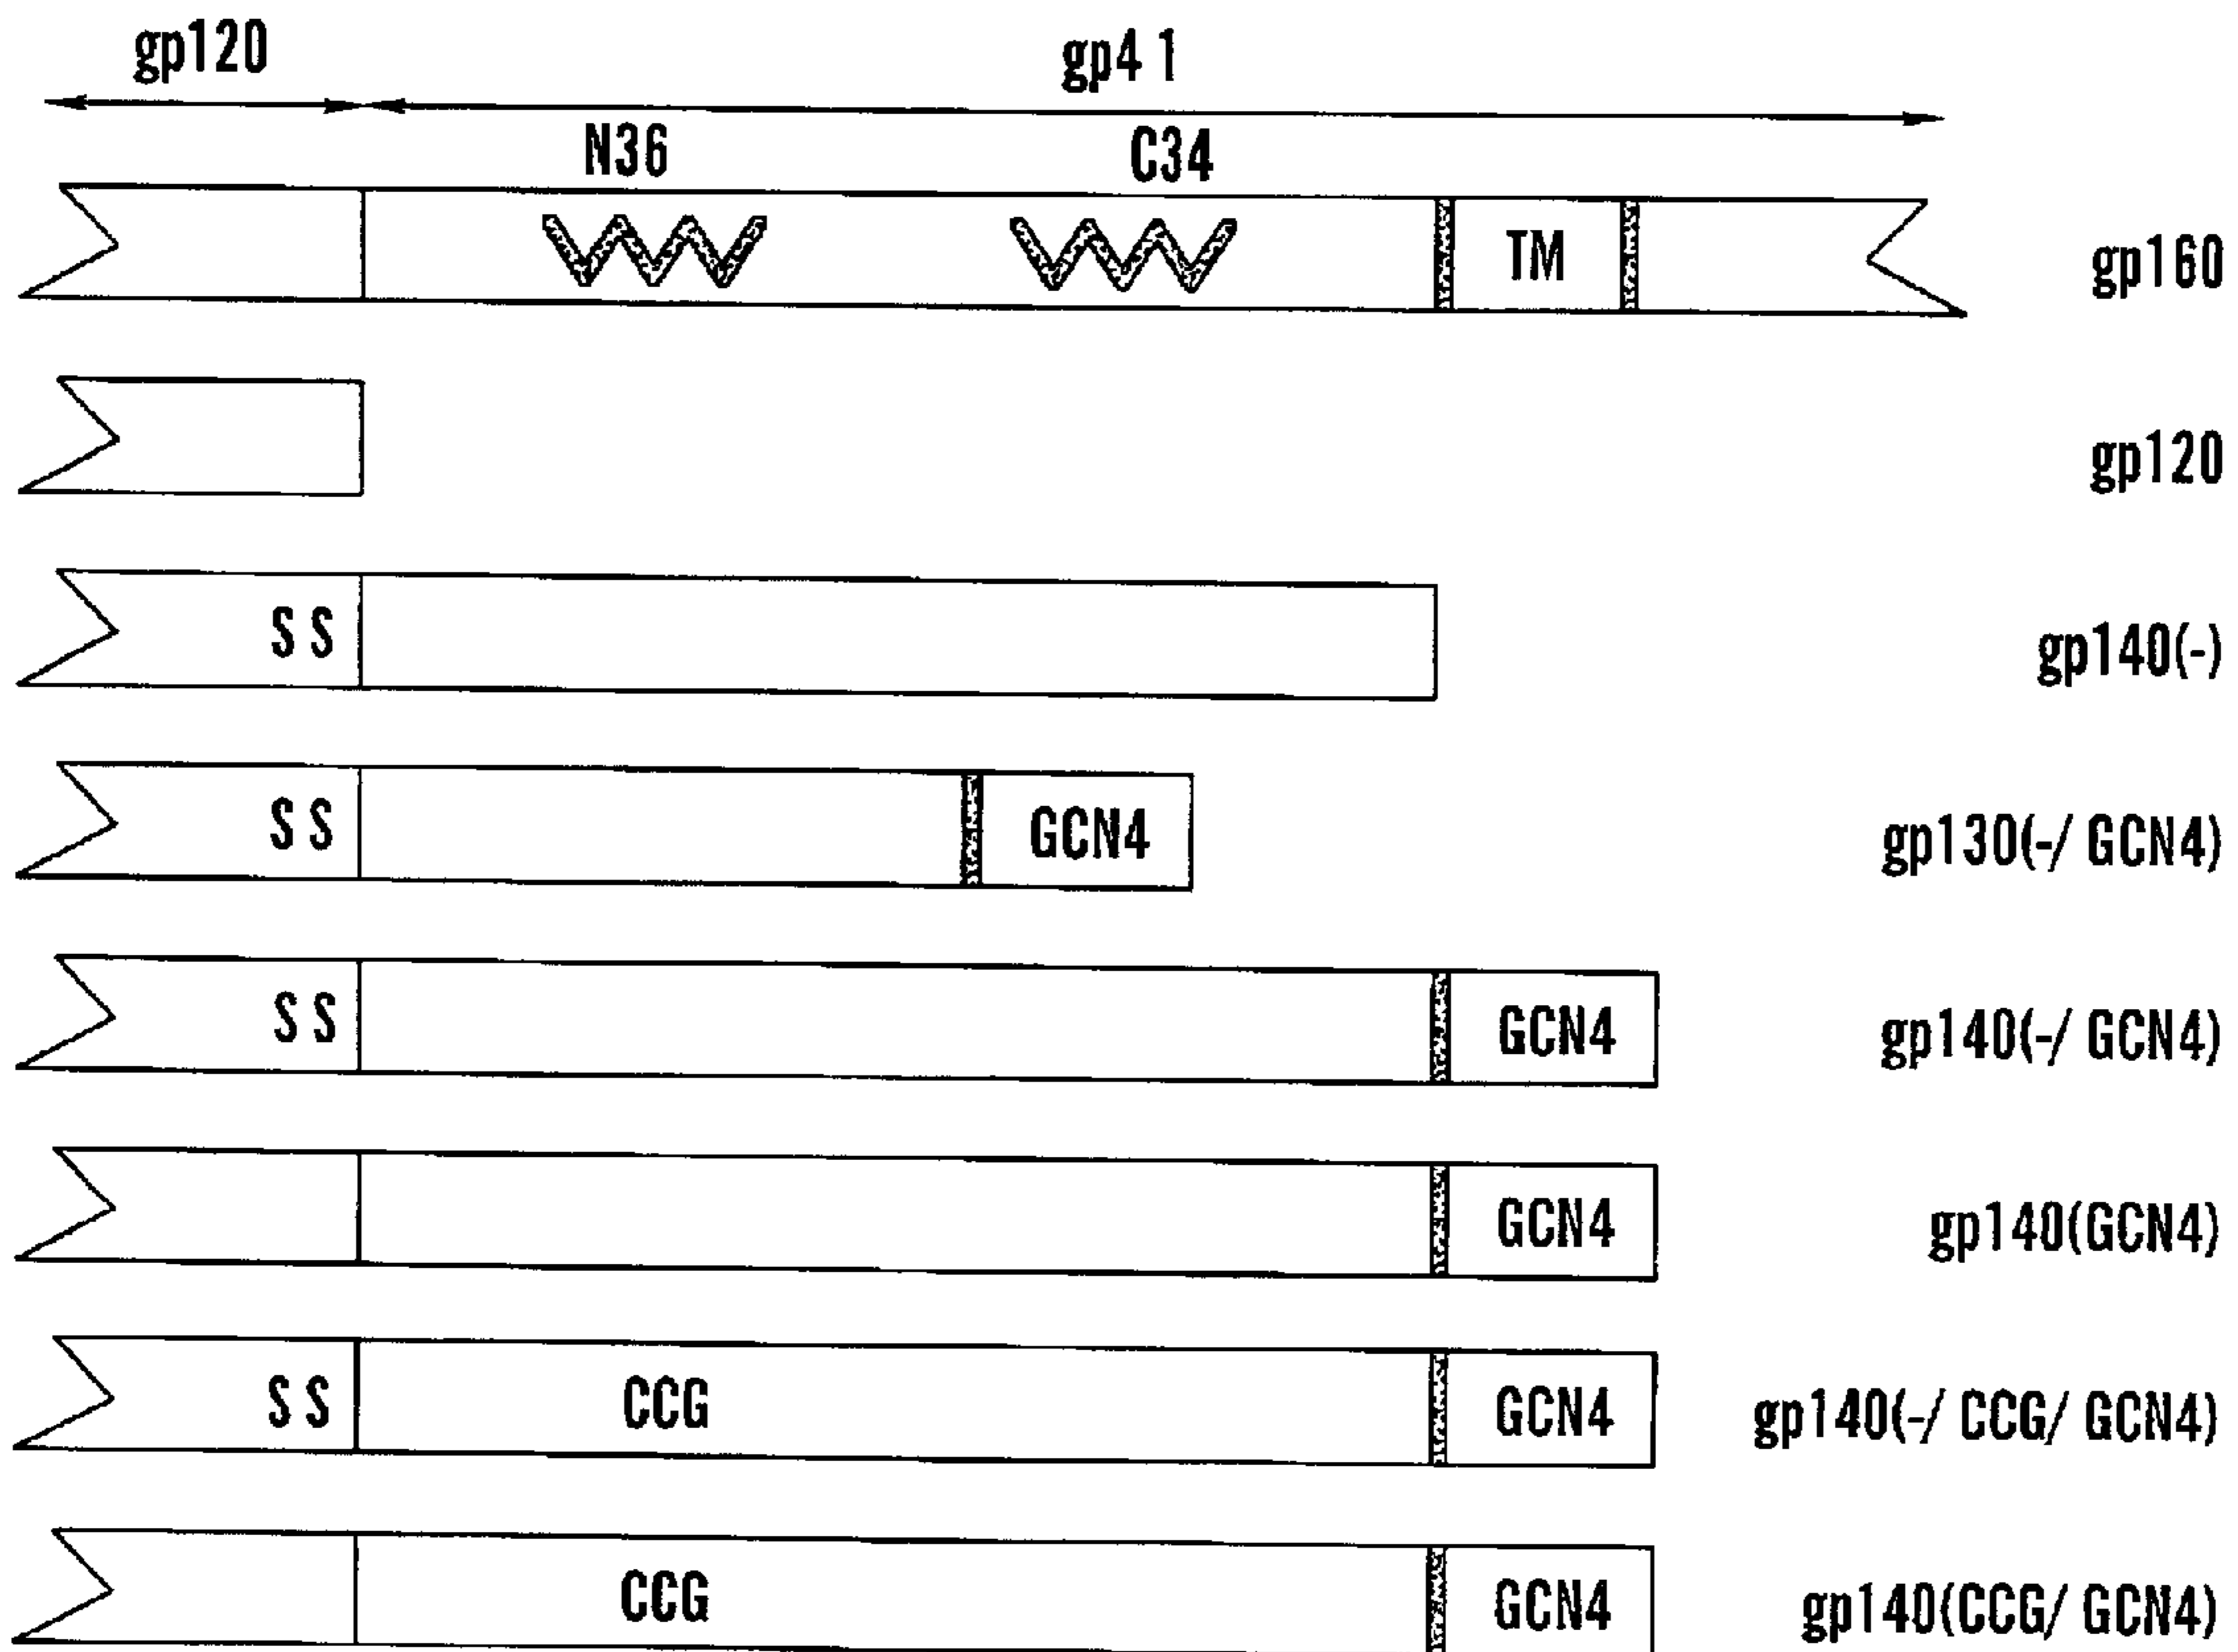 gp120 gp4 1
N36 C34
TM gp160
gp120
S S gp140(-)
S S GCN4 gp130(-/ GCN4)
S S GCN4 gp140(-/ GCN4)
GCN4 gp140(GCN4)
S S CCG GCN4 gp140(-/ CCG/ GCN4)
CCG GCN4 gp140(CCG/ GCN4)